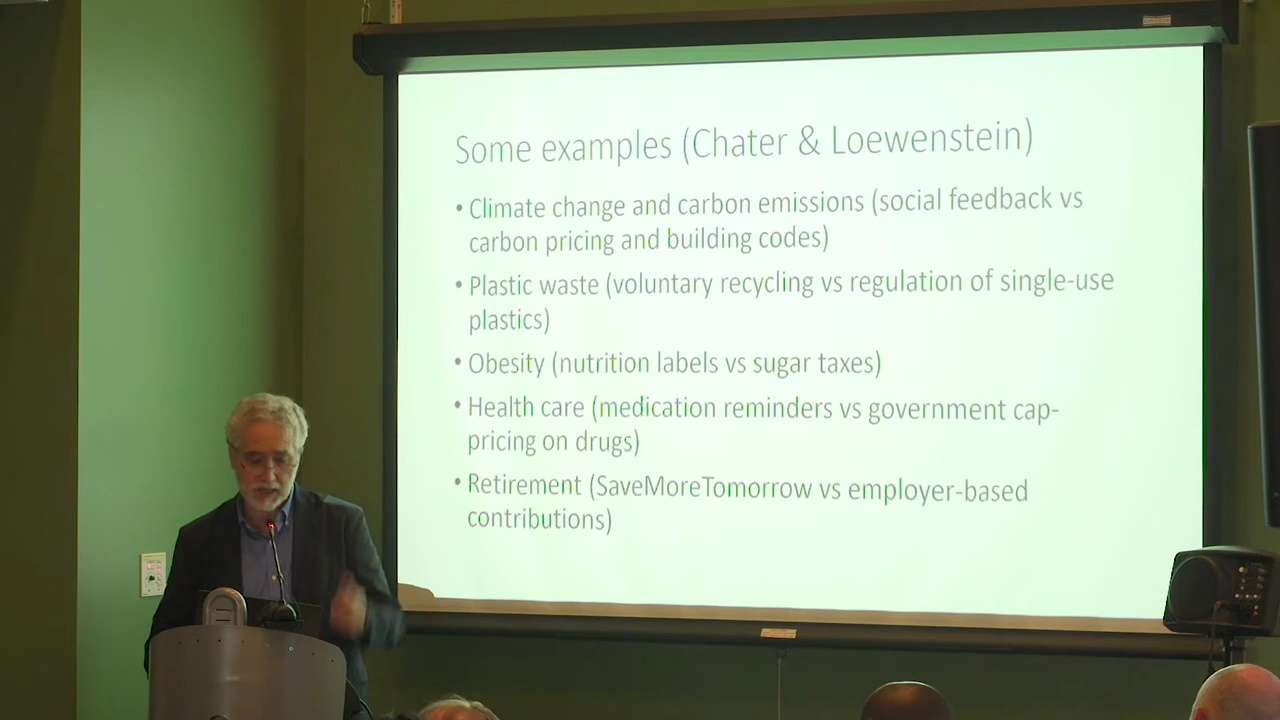 Some examples (Chater & Loewenstein)
• Climate change and carbon emissions (social feedback vs
carbon pricing and building codes)
• Plastic waste (voluntary recycling vs regulation of single-use
plastics)
• Obesity (nutrition labels vs sugar taxes)
• Health care (medication reminders vs government cap-
pricing on drugs)
• Retirement (SaveMoreTomorrow vs employer-based
contributions)